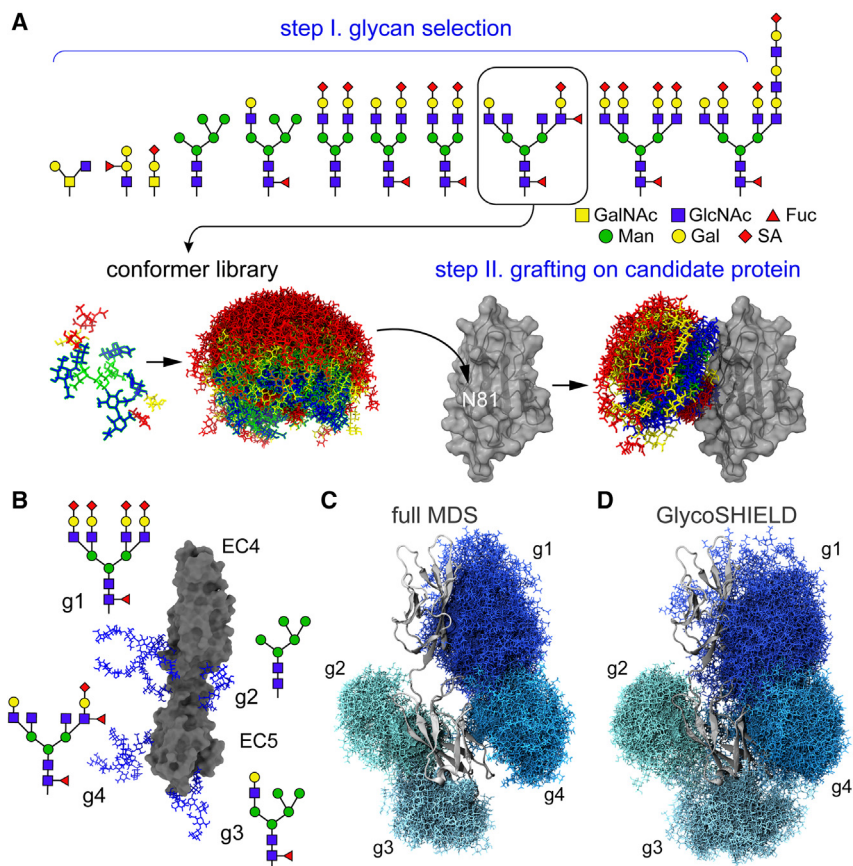 A
step I. glycan selection
GalNAc GlcNAc Fuc
Man Gal SA
conformer library
step II. grafting on candidate protein
N81
B
EC4
g1
g2
g4
EC5
g3
C
full MDS
g1
g2
g4
g3
D
GlycoSHIELD
g1
g2
g4
g3